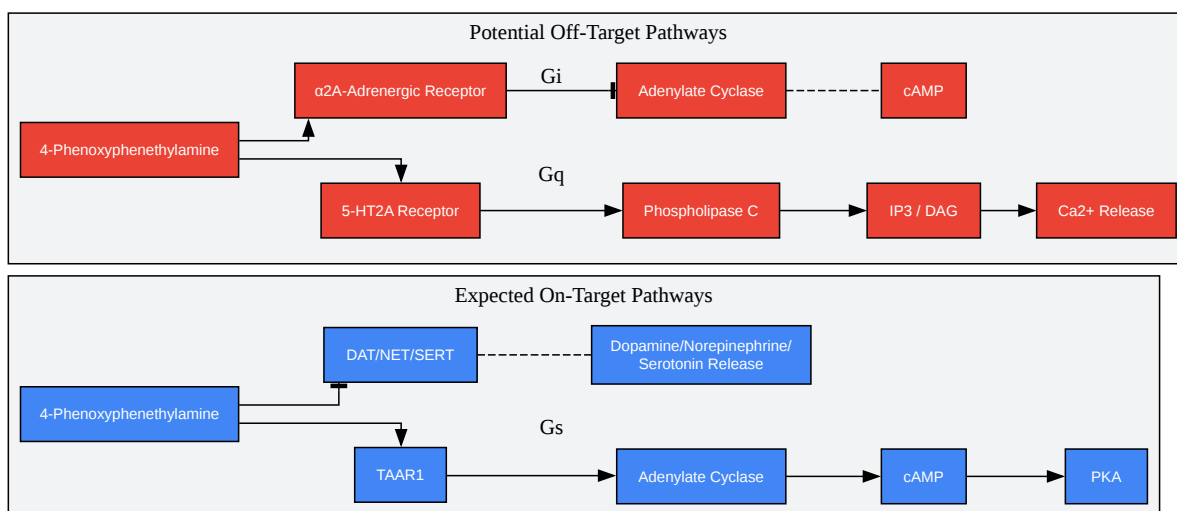 Potential Off-Target Pathways
α2A-Adrenergic Receptor
Gi
Adenylate Cyclase
cAMP
4-Phenoxyphenethylamine
5-HT2A Receptor
Gq
Phospholipase C
IP3 / DAG
Ca2+ Release
Expected On-Target Pathways
DAT/NET/SERT
Dopamine/Norepinephrine/
Serotonin Release
4-Phenoxyphenethylamine
TAAR1
Gs
Adenylate Cyclase
cAMP
PKA